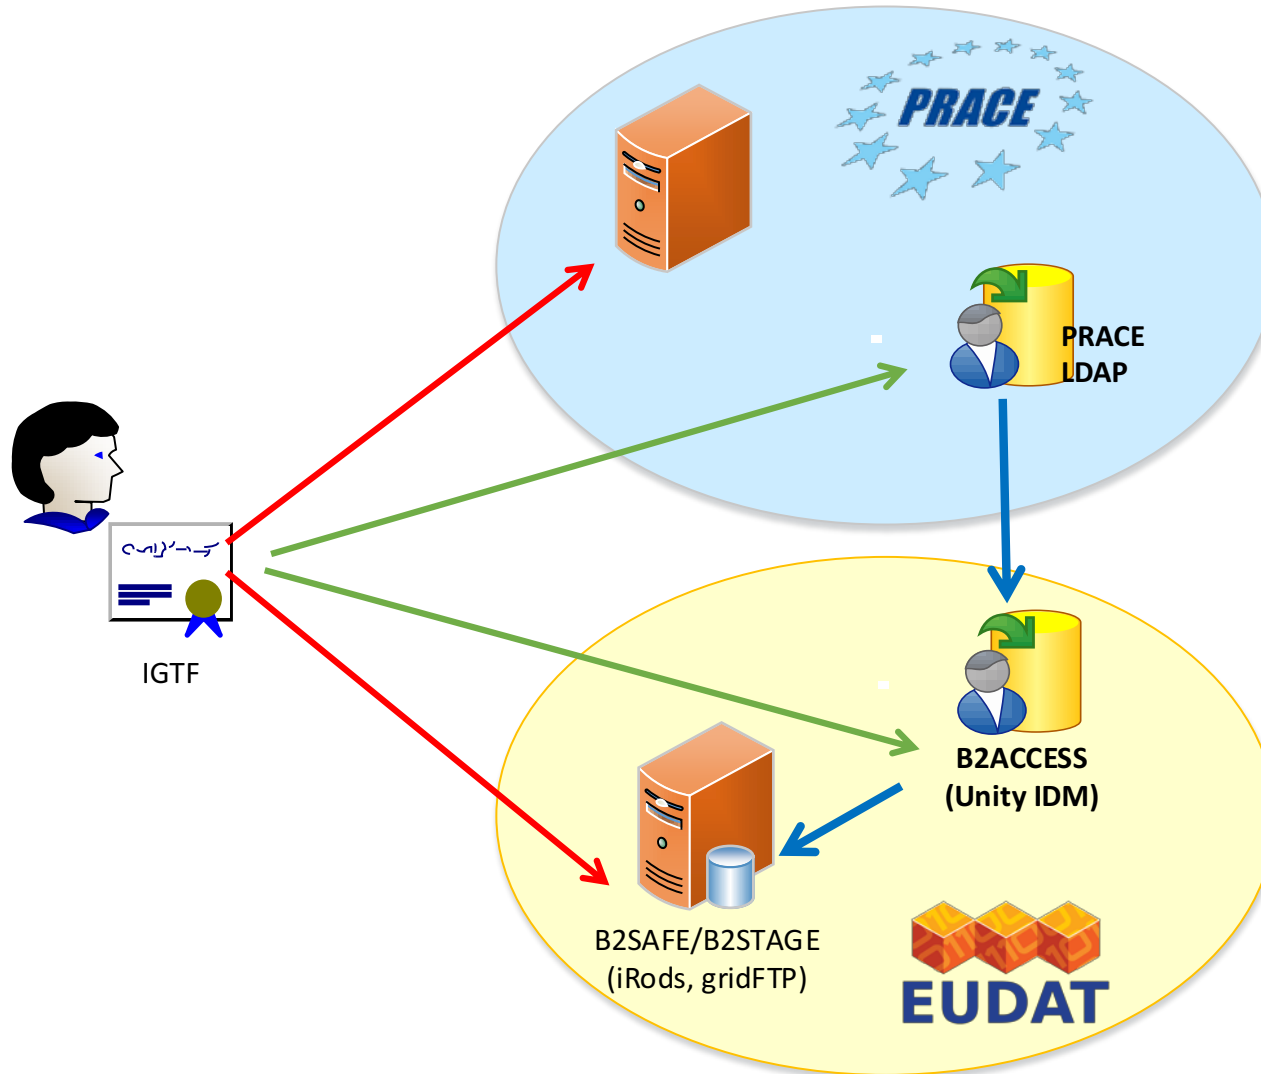 PRACE
PRACE
LDAP
IGTF
B2ACCESS
(Unity IDM)
B2SAFE/B2STAGE
(iRods, gridFTP)
EUDAT